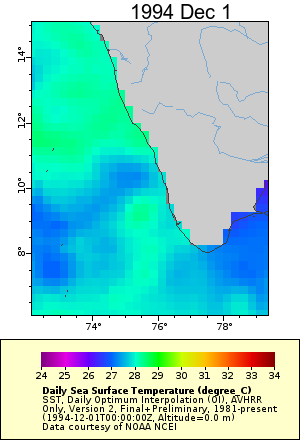 1994 Dec 1
14°
12°
10°
8°
74°
76°
78°
24 25 26 27 28 29 30 31 32 33 34
Daily Sea Surface Temperature (degree_C)
SST, Daily Optimum Interpolation (OI), AVHRR
Only, Version 2, Final+Preliminary, 1981-present
(1994-12-01T00:00:00Z, Altitude=0.0 m)
Data courtesy of NOAA NCEI